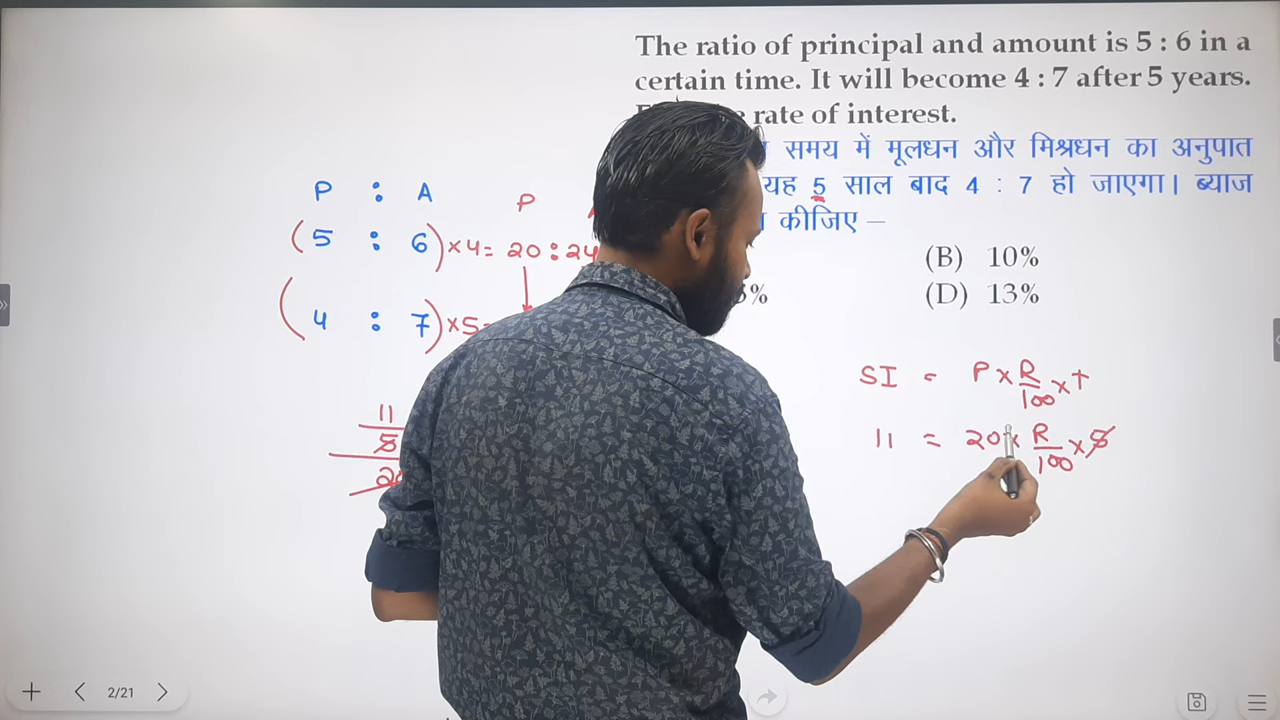 The ratio of principal and amount is 5 : 6 in a
certain time. It will become 4 : 7 after 5 years.
rate of interest.
समय में मूलधन और मिश्रधन का अनुपात
यह 5 साल बाद 4 : 7 हो जाएगा। ब्याज
कीजिए –
(B) 10%
% (D) 13%
P : A P
(5 : 6) ×4= 20 : 24
(4 : 7) ×5
11
5
SI = P × R/100 × t
11 = 20 × R/100 × 5
2/21